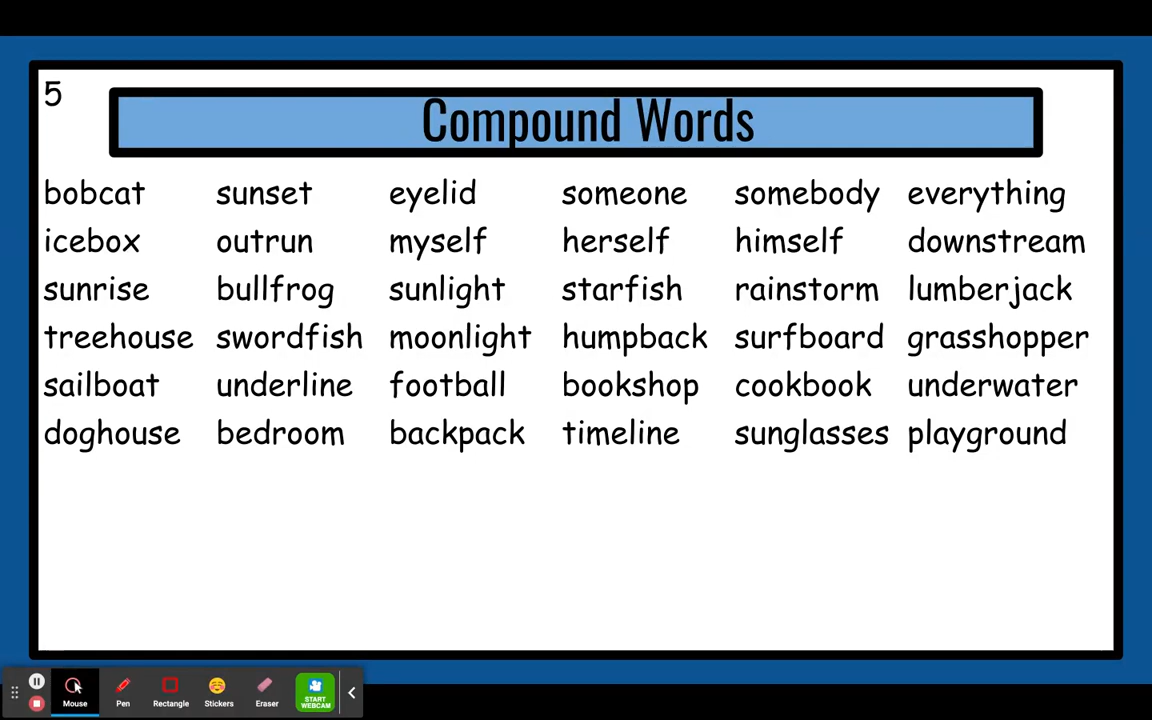 5
Compound Words
bobcat sunset eyelid someone somebody everything
icebox outrun myself herself himself downstream
sunrise bullfrog sunlight starfish rainstorm lumberjack
treehouse swordfish moonlight humpback surfboard grasshopper
sailboat underline football bookshop cookbook underwater
doghouse bedroom backpack timeline sunglasses playground
START
WEBCAM
Mouse Pen Rectangle Stickers Eraser